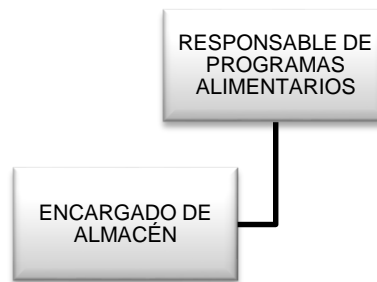 RESPONSABLE DE
PROGRAMAS
ALIMENTARIOS
ENCARGADO DE
ALMACÉN